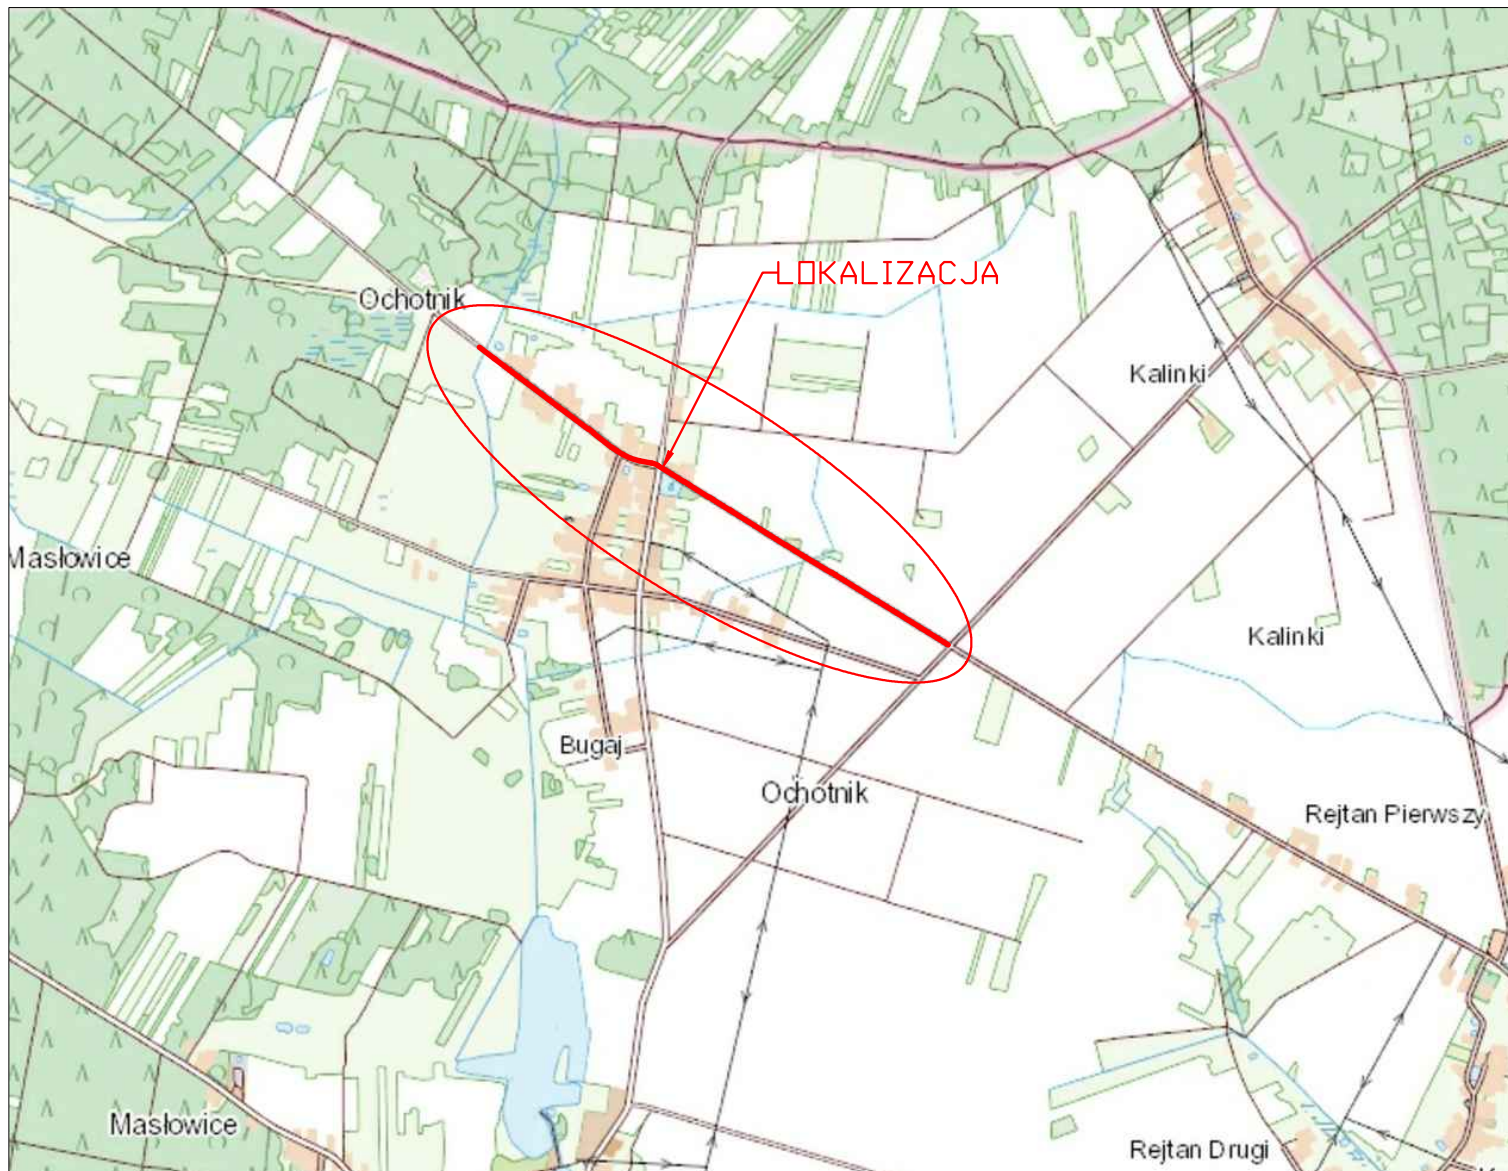 LOKALIZACJA
Ochotnik
Kalinki
Masłowice
Kalinki
Bugaj
Ochotnik
Rejtan Pierwszy
Masłowice
Rejtan Drugi